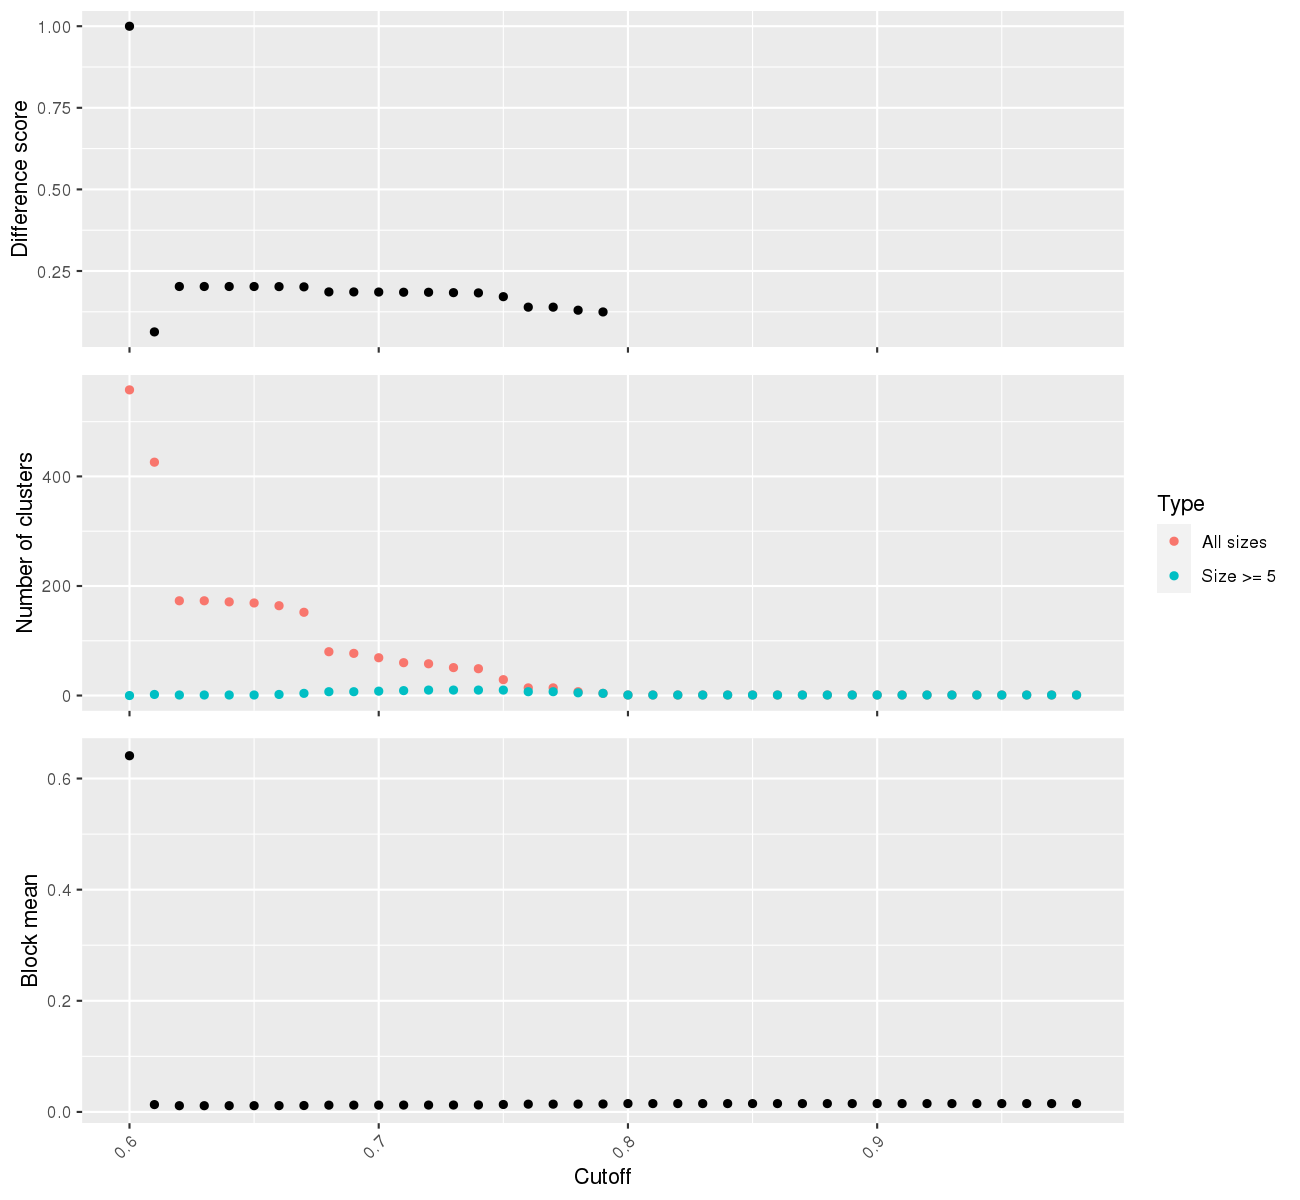 Difference score
1.00
0.75
0.50
0.25
Number of clusters
400
200
0
Type
All sizes
Size >= 5
Block mean
0.6
0.4
0.2
0.0
0.6
0.7
0.8
0.9
Cutoff